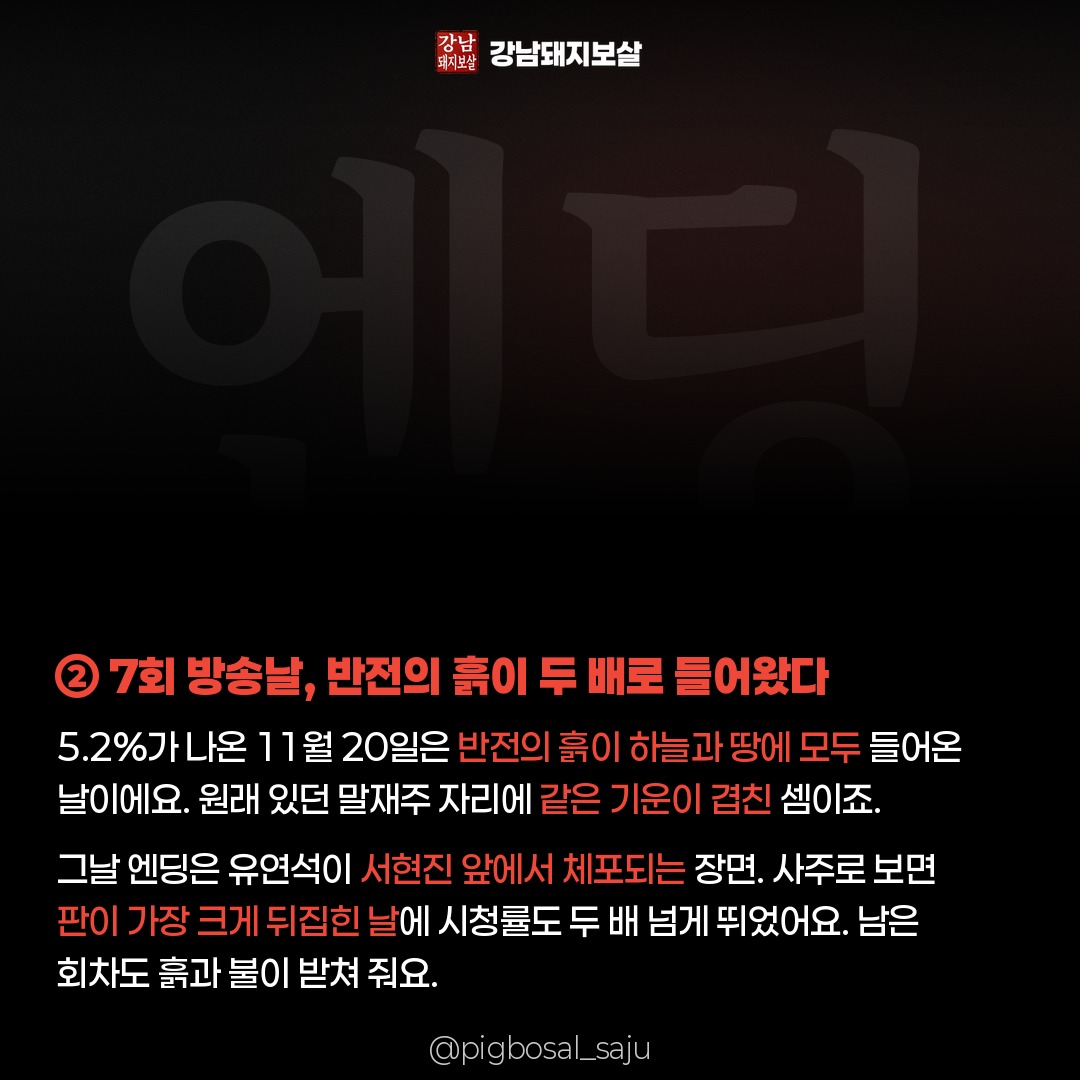 강남
돼지보살
강남돼지보살
엔딩
② 7회 방송날, 반전의 흙이 두 배로 들어왔다
5.2%가 나온 11월 20일은 반전의 흙이 하늘과 땅에 모두 들어온
날이에요. 원래 있던 말재주 자리에 같은 기운이 겹친 셈이죠.
그날 엔딩은 유연석이 서현진 앞에서 체포되는 장면. 사주로 보면
판이 가장 크게 뒤집힌 날에 시청률도 두 배 넘게 뛰었어요. 남은
회차도 흙과 불이 받쳐 줘요.
@pigbosal_saju